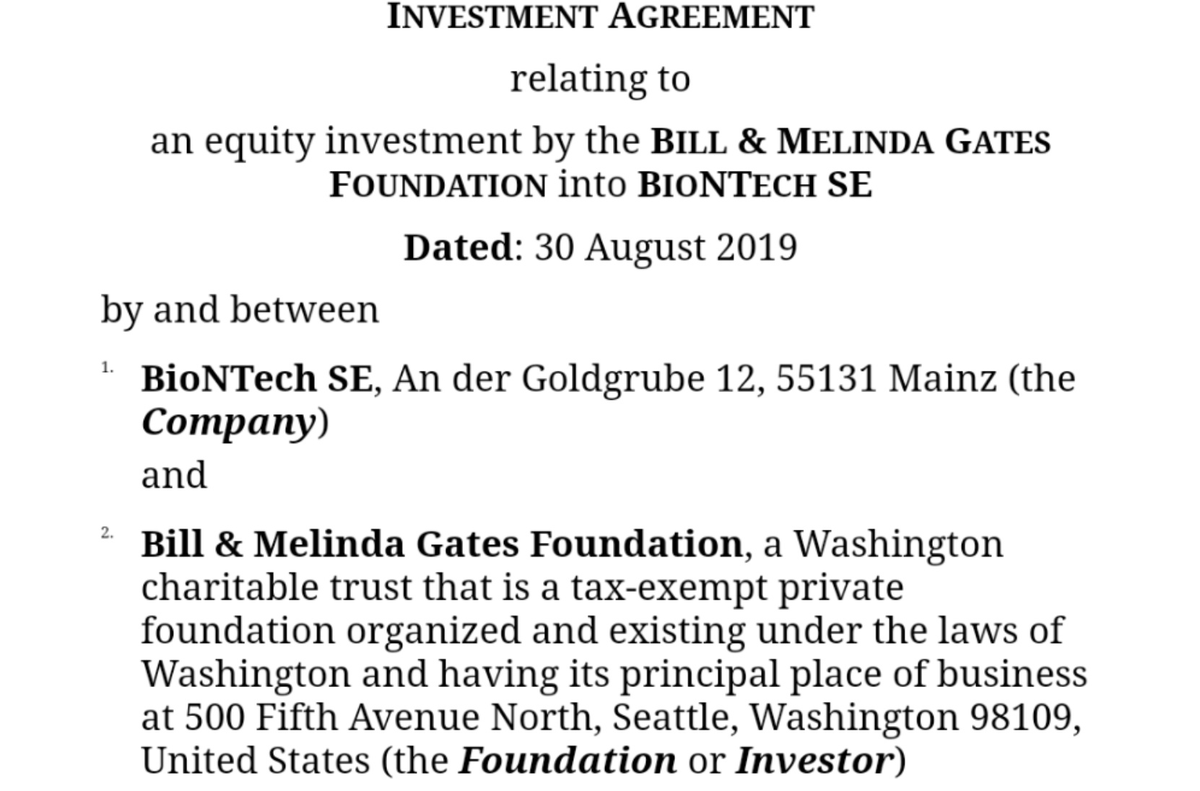 INVESTMENT AGREEMENT
relating to
an equity investment by the BILL & MELINDA GATES
FOUNDATION into BIONTECH SE
Dated: 30 August 2019
by and between
1. BioNTech SE, An der Goldgrube 12, 55131 Mainz (the
Company)
and
2. Bill & Melinda Gates Foundation, a Washington
charitable trust that is a tax-exempt private
foundation organized and existing under the laws of
Washington and having its principal place of business
at 500 Fifth Avenue North, Seattle, Washington 98109,
United States (the Foundation or Investor)